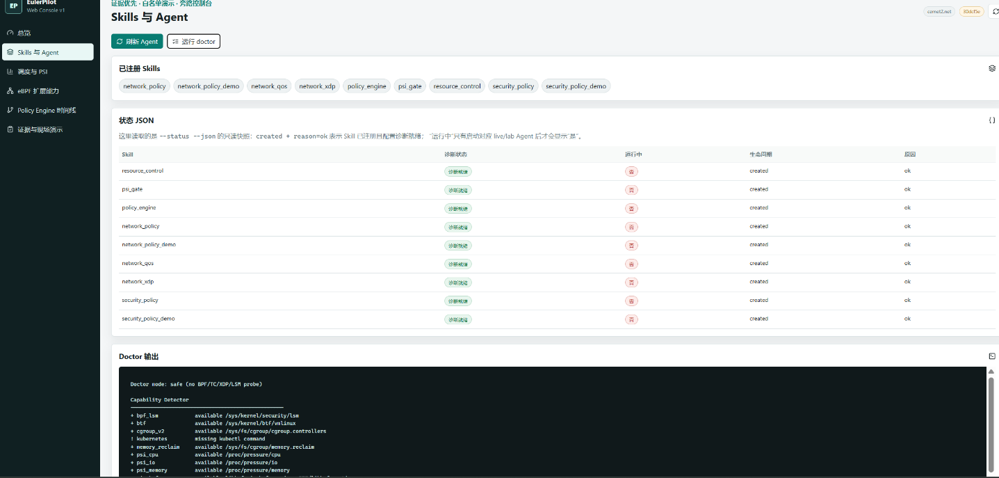 EP
EulerPilot
Web Console v1
总览
Skills 与 Agent
调度与 PSI
eBPF 扩展能力
Policy Engine 时间线
证据与现场演示
证据优先 · 白名单演示 · 旁路控制台
Skills 与 Agent
cernet2.net
30dcf5e
刷新 Agent
运行 doctor
已注册 Skills
network_policy network_policy_demo network_qos network_xdp policy_engine psi_gate resource_control security_policy security_policy_demo
状态 JSON
{}
这里读取的是 --status --json 的只读快照；created + reason=ok 表示 Skill 已注册且配置诊断就绪； “运行中”只有启动对应 live/lab Agent 后才会显示“是”。
Skill 诊断状态 运行中 生命周期 原因
resource_control 诊断就绪 否 created ok
psi_gate 诊断就绪 否 created ok
policy_engine 诊断就绪 否 created ok
network_policy 诊断就绪 否 created ok
network_policy_demo 诊断就绪 否 created ok
network_qos 诊断就绪 否 created ok
network_xdp 诊断就绪 否 created ok
security_policy 诊断就绪 否 created ok
security_policy_demo 诊断就绪 否 created ok
Doctor 输出
Doctor mode: safe (no BPF/TC/XDP/LSM probe)
Capability Detector
+ bpf_lsm available /sys/kernel/security/lsm
+ btf available /sys/kernel/btf/vmlinux
+ cgroup_v2 available /sys/fs/cgroup/cgroup.controllers
! kubernetes missing kubectl command
+ memory_reclaim available /sys/fs/cgroup/memory.reclaim
+ psi_cpu available /proc/pressure/cpu
+ psi_io available /proc/pressure/io
+ psi_memory available /proc/pressure/memory